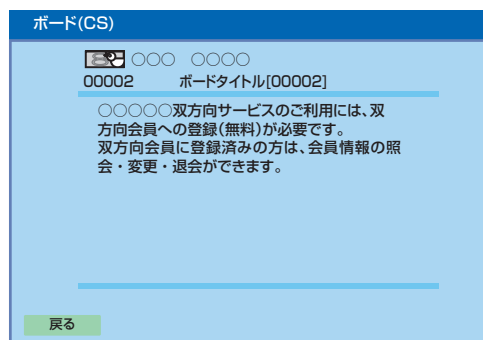 ボード(CS)
○○○ ○○○○
00002 ボードタイトル[00002]
○○○○○双方向サービスのご利用には、双
方向会員への登録(無料)が必要です。
双方向会員に登録済みの方は、会員情報の照
会・変更・退会ができます。
戻る